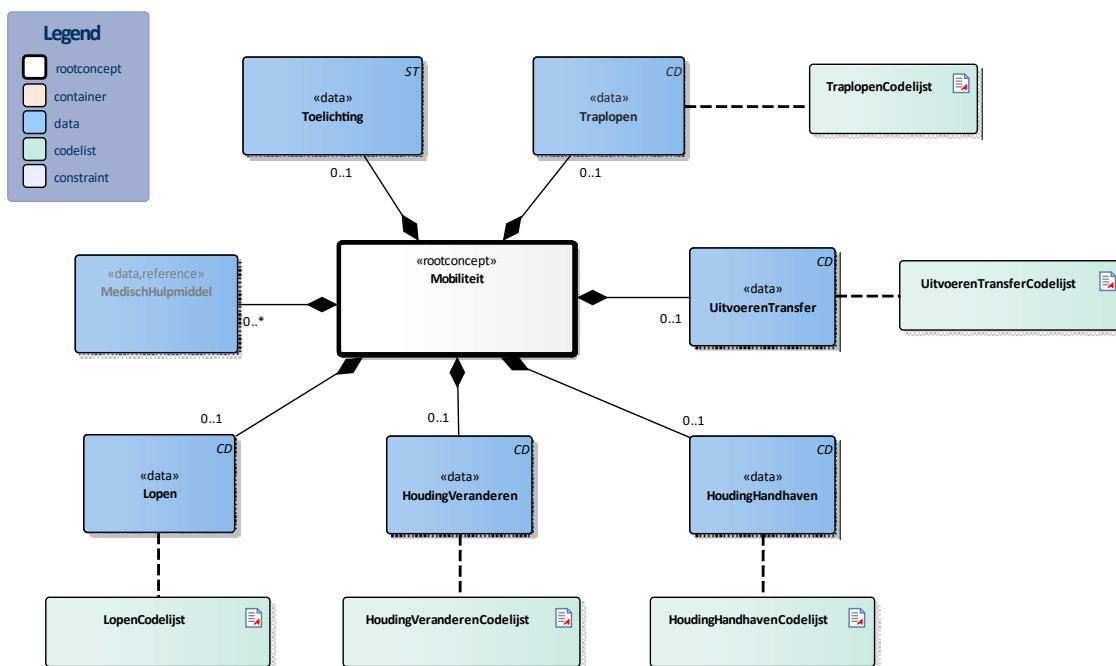 Legend
rootconcept
container
data
codelist
constraint
ST
«data»
Toelichting
0..1
CD
«data»
Traplopen
0..1
TraplopenCodelijst
«rootconcept»
Mobiliteit
«data,reference»
MedischHulpmiddel
0..*
CD
«data»
UitvoerenTransfer
0..1
UitvoerenTransferCodelijst
0..1
CD
«data»
Lopen
0..1
CD
«data»
HoudingVeranderen
0..1
CD
«data»
HoudingHandhaven
LopenCodelijst
HoudingVeranderenCodelijst
HoudingHandhavenCodelijst